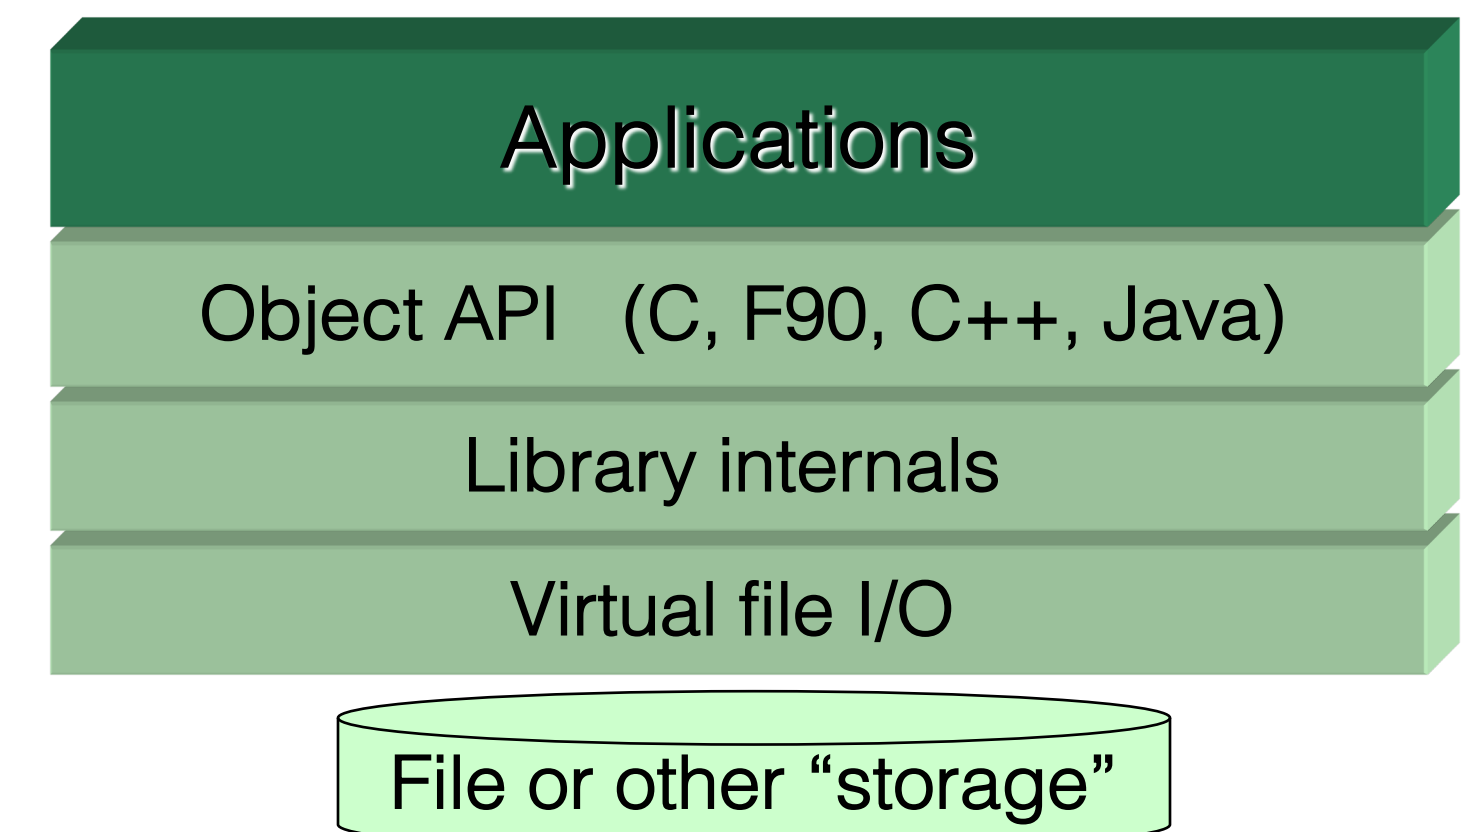 Applications
Object API (C, F90, C++, Java)
Library internals
Virtual file I/O
File or other “storage”